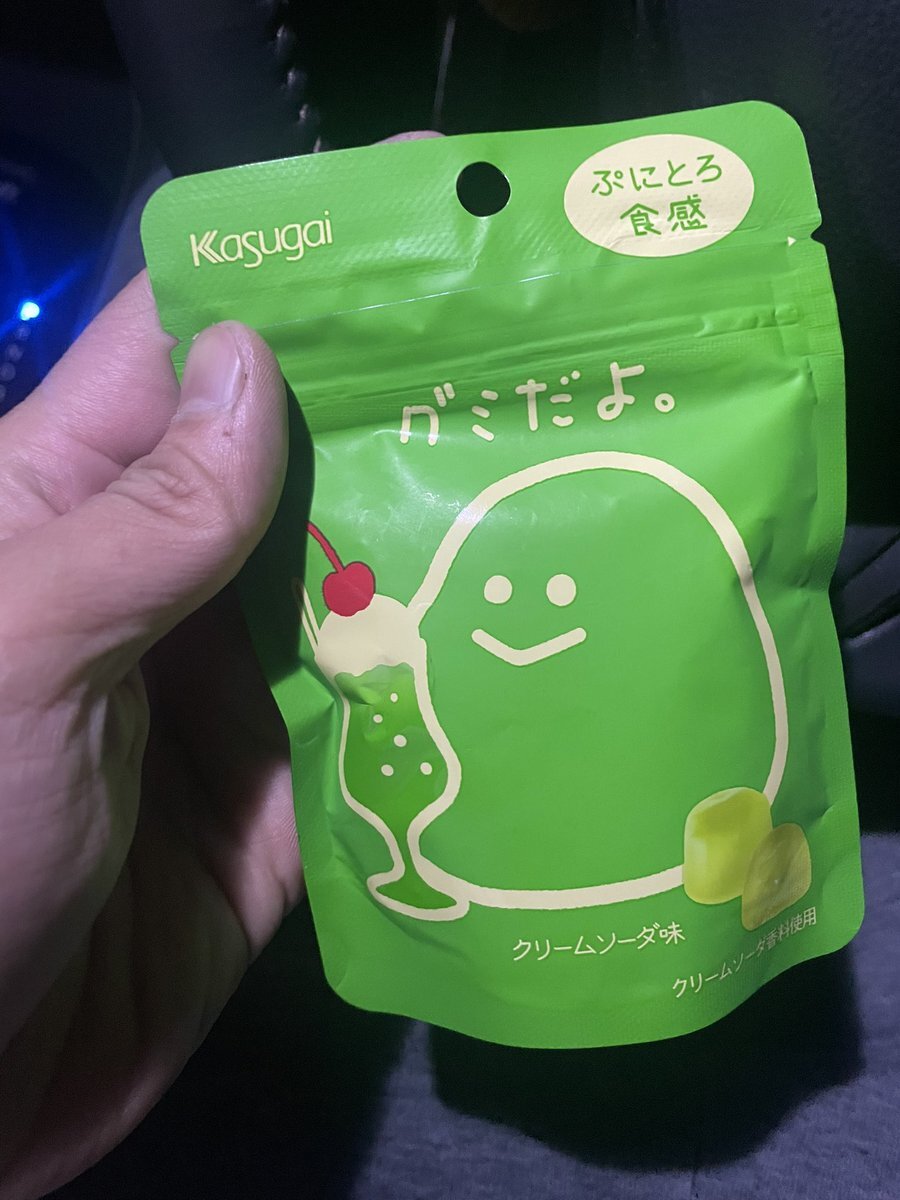 Kasugai
ぷにとろ
食感
グミだよ。
クリームソーダ味
クリームソーダ香料使用